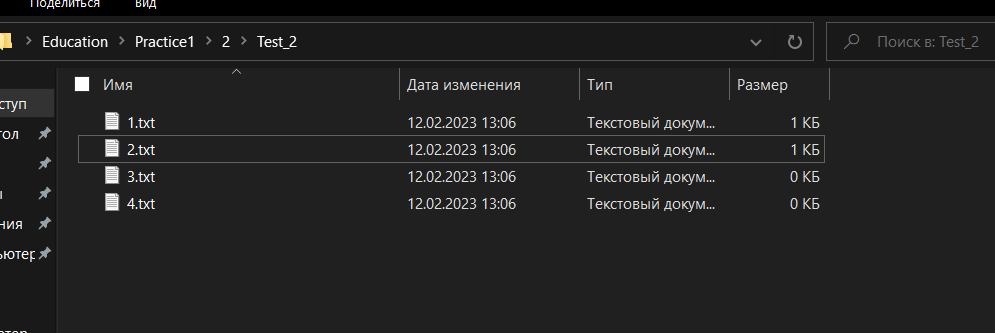 Поделиться Вид
Education Practice1 2 Test_2 Поиск в: Test_2
Имя Дата изменения Тип Размер
ступ
1.txt 12.02.2023 13:06 Текстовый докум... 1 КБ
2.txt 12.02.2023 13:06 Текстовый докум... 1 КБ
3.txt 12.02.2023 13:06 Текстовый докум... 0 КБ
4.txt 12.02.2023 13:06 Текстовый докум... 0 КБ
ния
ьютер